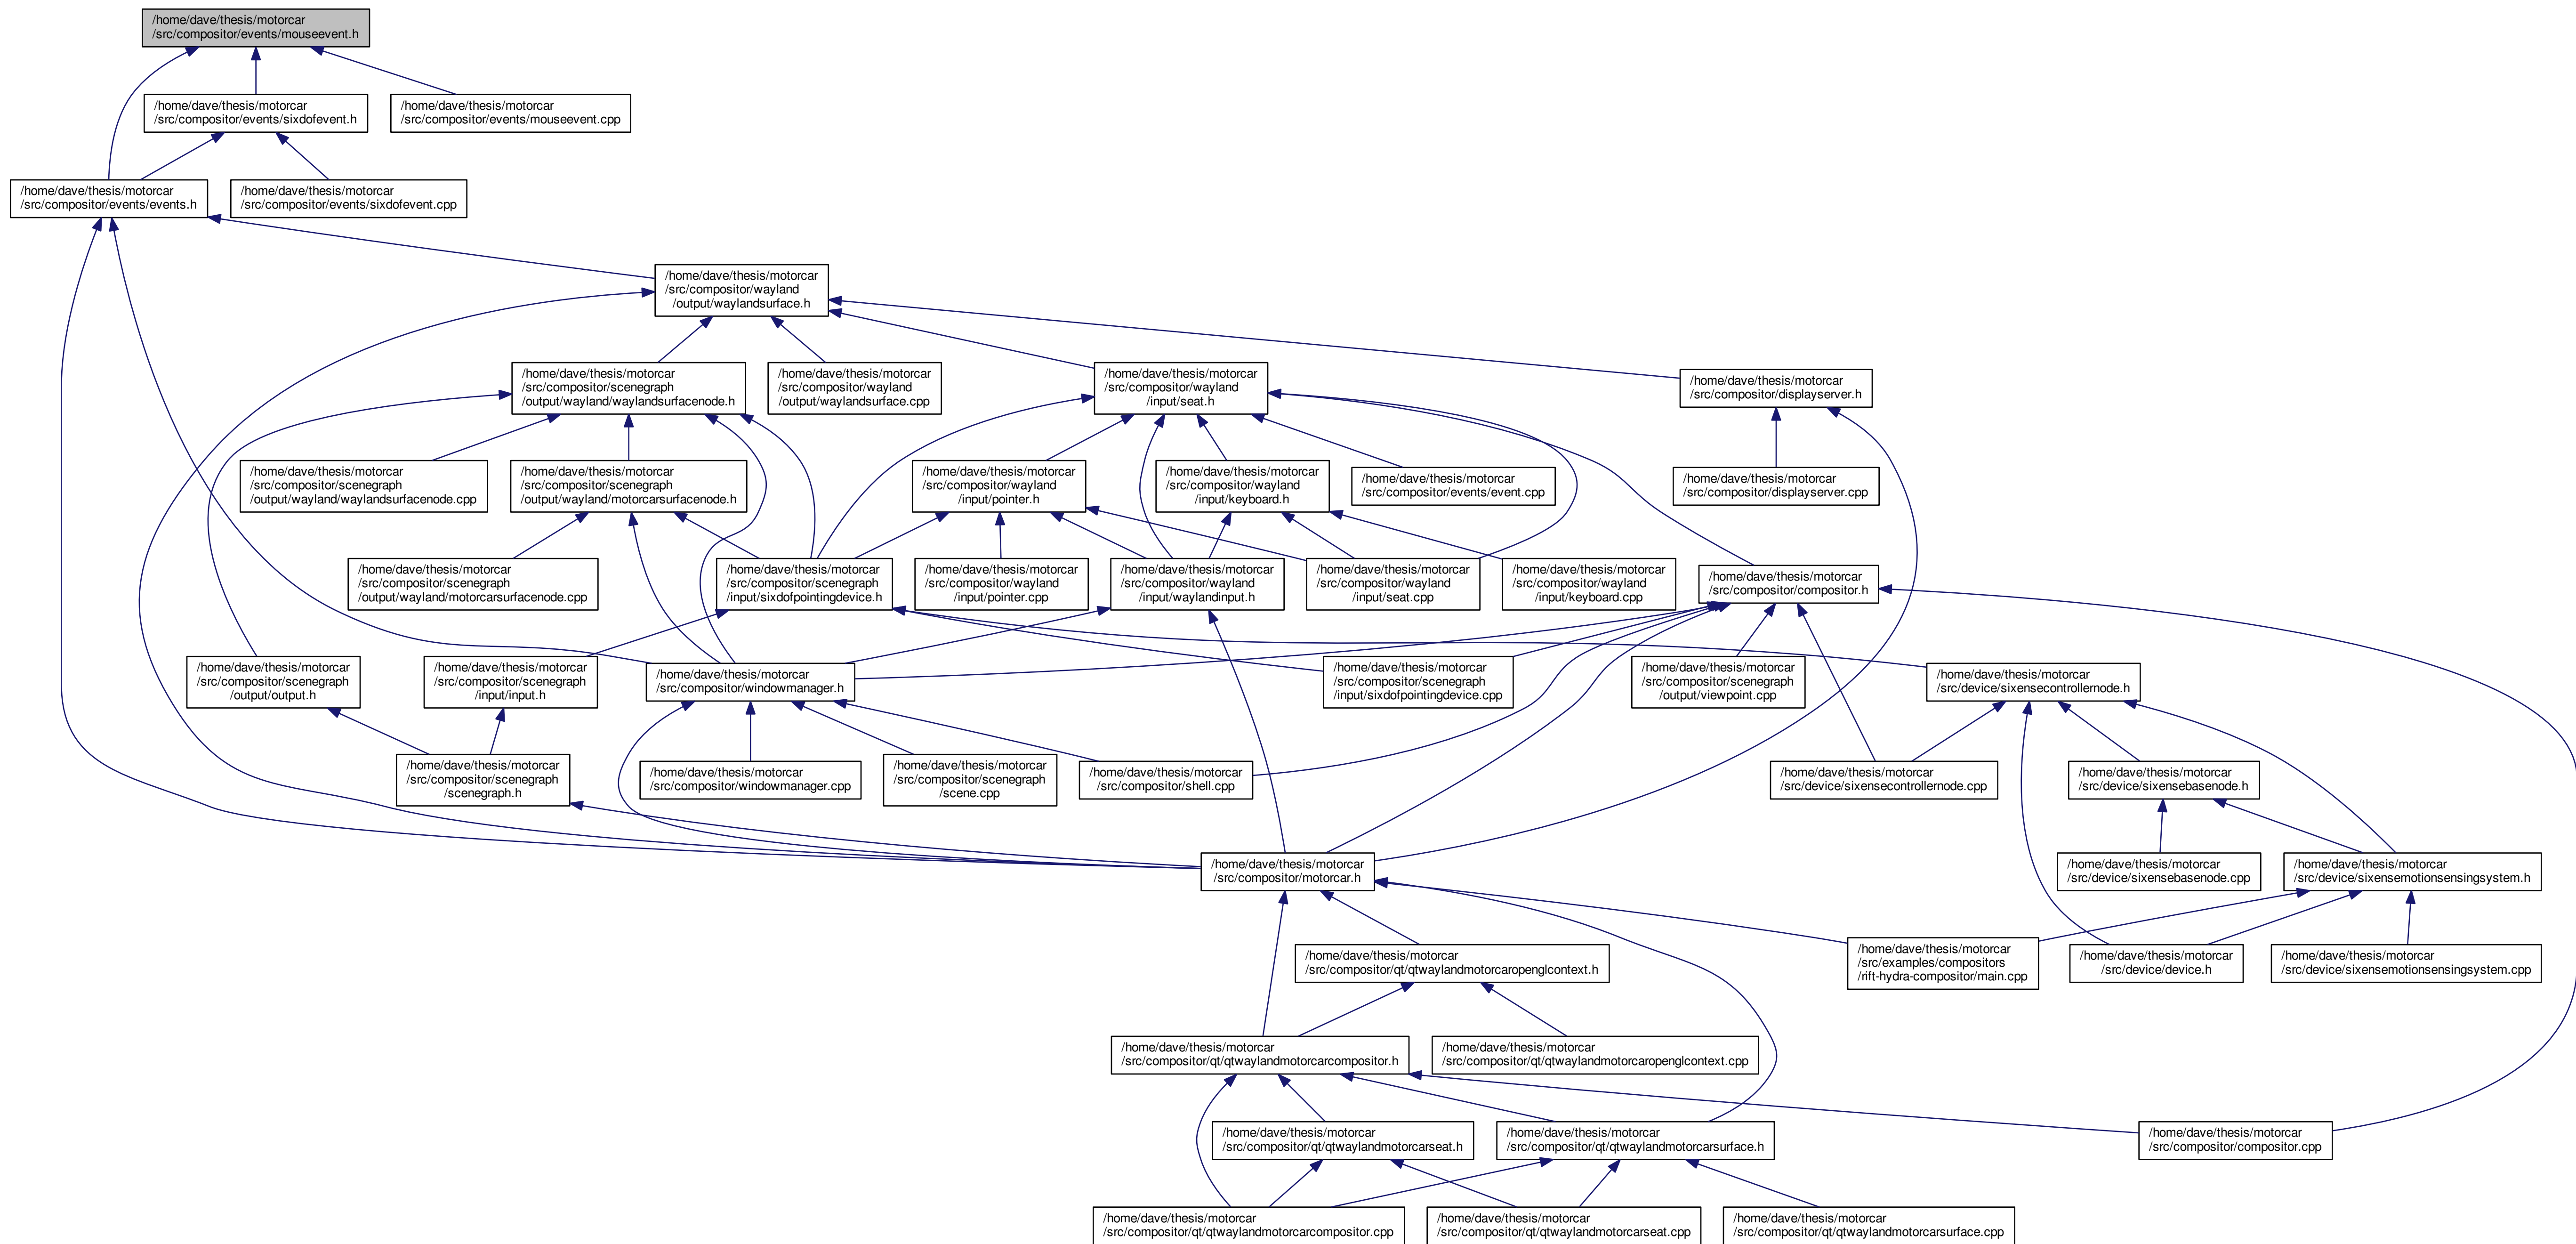 /home/dave/thesis/motorcar
/src/compositor/events/mouseevent.h
/home/dave/thesis/motorcar
/src/compositor/events/sixdofevent.h
/home/dave/thesis/motorcar
/src/compositor/events/mouseevent.cpp
/home/dave/thesis/motorcar
/src/compositor/events/events.h
/home/dave/thesis/motorcar
/src/compositor/events/sixdofevent.cpp
/home/dave/thesis/motorcar
/src/compositor/wayland
/output/waylandsurface.h
/home/dave/thesis/motorcar
/src/compositor/scenegraph
/output/wayland/waylandsurfacenode.h
/home/dave/thesis/motorcar
/src/compositor/wayland
/output/waylandsurface.cpp
/home/dave/thesis/motorcar
/src/compositor/wayland
/input/seat.h
/home/dave/thesis/motorcar
/src/compositor/displayserver.h
/home/dave/thesis/motorcar
/src/compositor/scenegraph
/output/wayland/waylandsurfacenode.cpp
/home/dave/thesis/motorcar
/src/compositor/scenegraph
/output/wayland/motorcarsurfacenode.h
/home/dave/thesis/motorcar
/src/compositor/wayland
/input/pointer.h
/home/dave/thesis/motorcar
/src/compositor/wayland
/input/keyboard.h
/home/dave/thesis/motorcar
/src/compositor/events/event.cpp
/home/dave/thesis/motorcar
/src/compositor/displayserver.cpp
/home/dave/thesis/motorcar
/src/compositor/scenegraph
/output/wayland/motorcarsurfacenode.cpp
/home/dave/thesis/motorcar
/src/compositor/scenegraph
/input/sixdofpointingdevice.h
/home/dave/thesis/motorcar
/src/compositor/wayland
/input/pointer.cpp
/home/dave/thesis/motorcar
/src/compositor/wayland
/input/waylandinput.h
/home/dave/thesis/motorcar
/src/compositor/wayland
/input/seat.cpp
/home/dave/thesis/motorcar
/src/compositor/wayland
/input/keyboard.cpp
/home/dave/thesis/motorcar
/src/compositor/compositor.h
/home/dave/thesis/motorcar
/src/compositor/scenegraph
/output/output.h
/home/dave/thesis/motorcar
/src/compositor/scenegraph
/input/input.h
/home/dave/thesis/motorcar
/src/compositor/windowmanager.h
/home/dave/thesis/motorcar
/src/compositor/scenegraph
/input/sixdofpointingdevice.cpp
/home/dave/thesis/motorcar
/src/compositor/scenegraph
/output/viewpoint.cpp
/home/dave/thesis/motorcar
/src/device/sixensecontrollernode.h
/home/dave/thesis/motorcar
/src/compositor/scenegraph
/scenegraph.h
/home/dave/thesis/motorcar
/src/compositor/windowmanager.cpp
/home/dave/thesis/motorcar
/src/compositor/scenegraph
/scene.cpp
/home/dave/thesis/motorcar
/src/compositor/shell.cpp
/home/dave/thesis/motorcar
/src/device/sixensecontrollernode.cpp
/home/dave/thesis/motorcar
/src/device/sixensebasenode.h
/home/dave/thesis/motorcar
/src/compositor/motorcar.h
/home/dave/thesis/motorcar
/src/device/sixensebasenode.cpp
/home/dave/thesis/motorcar
/src/device/sixensemotionsensingsystem.h
/home/dave/thesis/motorcar
/src/compositor/qt/qtwaylandmotorcaropenglcontext.h
/home/dave/thesis/motorcar
/src/examples/compositors
/rift-hydra-compositor/main.cpp
/home/dave/thesis/motorcar
/src/device/device.h
/home/dave/thesis/motorcar
/src/device/sixensemotionsensingsystem.cpp
/home/dave/thesis/motorcar
/src/compositor/qt/qtwaylandmotorcarcompositor.h
/home/dave/thesis/motorcar
/src/compositor/qt/qtwaylandmotorcaropenglcontext.cpp
/home/dave/thesis/motorcar
/src/compositor/qt/qtwaylandmotorcarseat.h
/home/dave/thesis/motorcar
/src/compositor/qt/qtwaylandmotorcarsurface.h
/home/dave/thesis/motorcar
/src/compositor/compositor.cpp
/home/dave/thesis/motorcar
/src/compositor/qt/qtwaylandmotorcarcompositor.cpp
/home/dave/thesis/motorcar
/src/compositor/qt/qtwaylandmotorcarseat.cpp
/home/dave/thesis/motorcar
/src/compositor/qt/qtwaylandmotorcarsurface.cpp